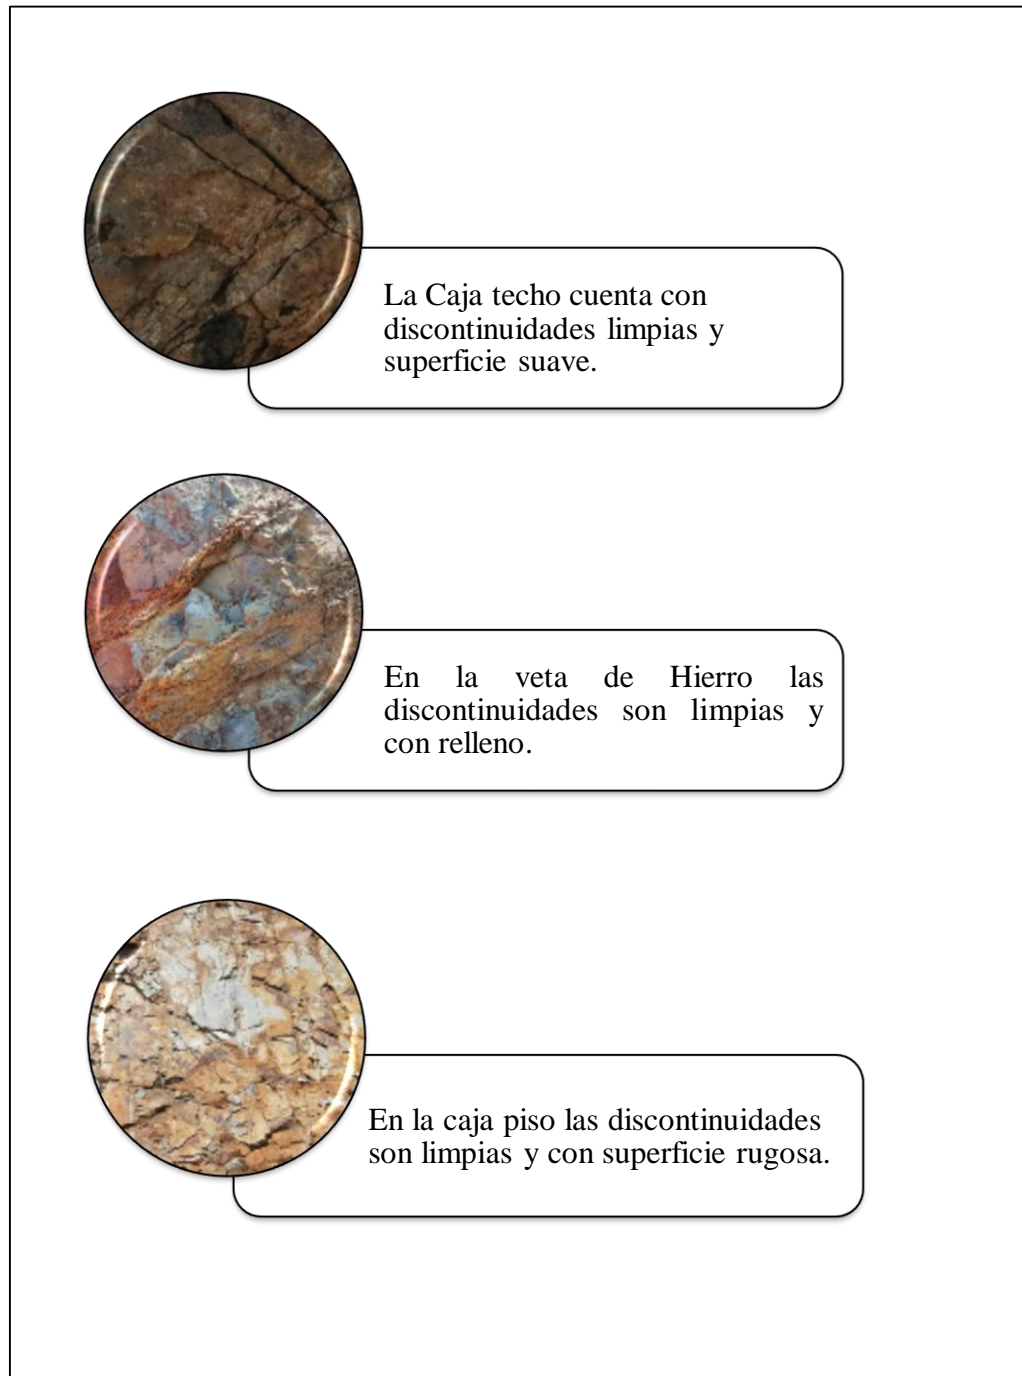 La Caja techo cuenta con
discontinuidades limpias y
superficie suave.
En la veta de Hierro las
discontinuidades son limpias y
con relleno.
En la caja piso las discontinuidades
son limpias y con superficie rugosa.